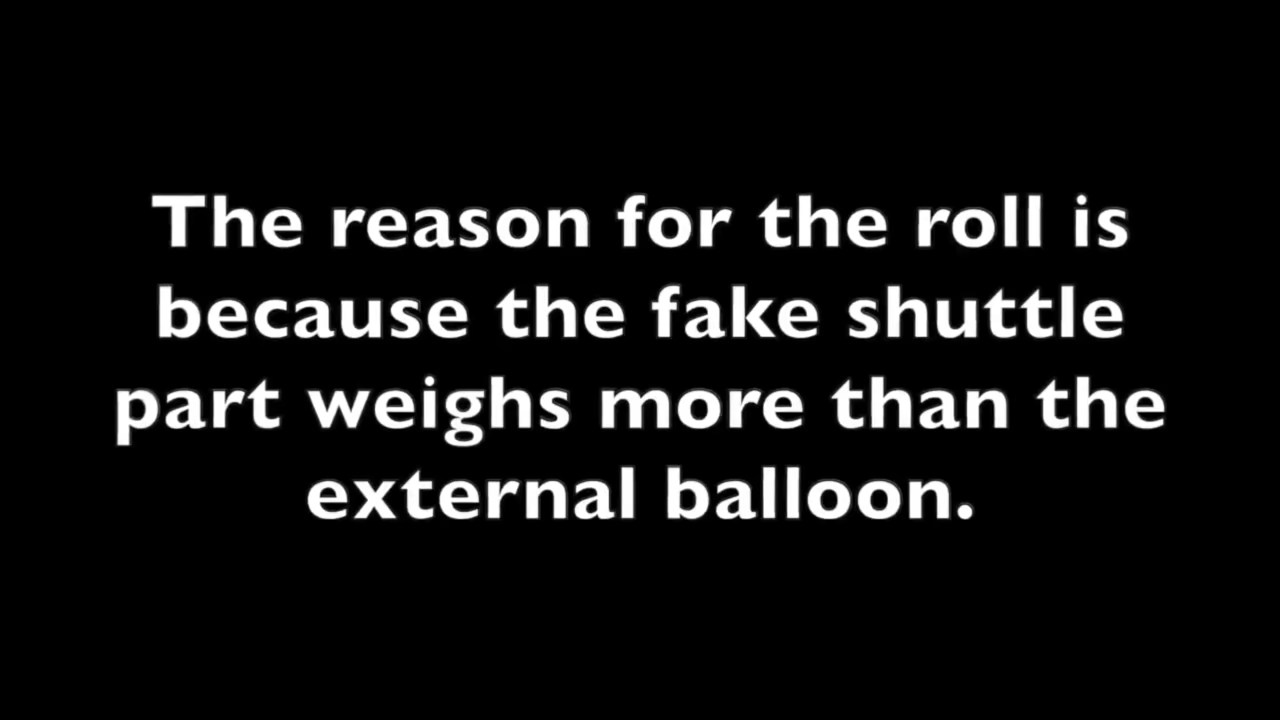 The reason for the roll is
because the fake shuttle
part weighs more than the
external balloon.